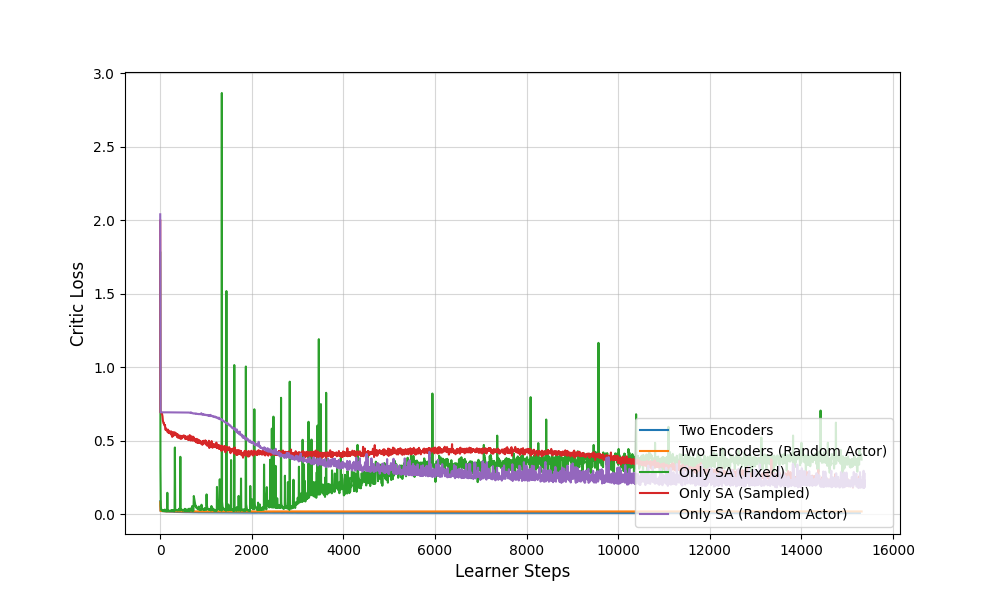 3.0
2.5
2.0
1.5
1.0
0.5
0.0
Critic Loss
Two Encoders
Two Encoders (Random Actor)
Only SA (Fixed)
Only SA (Sampled)
Only SA (Random Actor)
0 2000 4000 6000 8000 10000 12000 14000 16000
Learner Steps